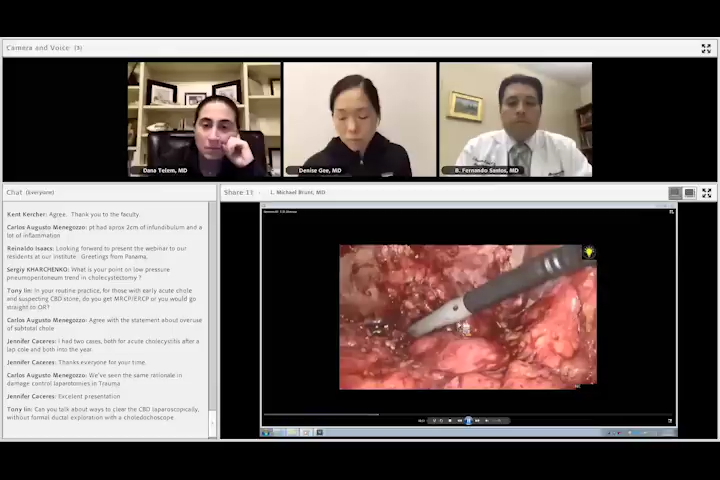 Camera and Voice (3)
Dana Telem, MD
Denise Gee, MD
B. Fernando Santos, MD
Chat (Everyone)
Share 13
L. Michael Brunt, MD
Kent Kercher: Agree. Thank you to the faculty.
Carlos Augusto Menegozzo: pt had aprox 2cm of infundibulum and a
lot of inflammation
Reinaldo Isaacs: Looking forward to present the webinar to our
residents at our institute . Greetings from Panama.
Sergiy KHARCHENKO: What is your point on low pressure
pneumoperitoneum trend in cholecystectomy ?
Tony lin: In your routine practice, for those with early acute chole
and suspecting CBD stone, do you get MRCP/ERCP or you would go
straight to OR?
Carlos Augusto Menegozzo: Agree with the statement about overuse
of subtotal chole
Jennifer Caceres: I had two cases, both for acute cholecystitis after a
lap cole and both into the year.
Jennifer Caceres: Thanks everyone for your time.
Carlos Augusto Menegozzo: We've seen the same rationale in
damage control laparotomies in Trauma
Jennifer Caceres: Excelent presentation
Tony lin: Can you talk about ways to clear the CBD laparoscopically,
without formal ductal exploration with a choledochoscope